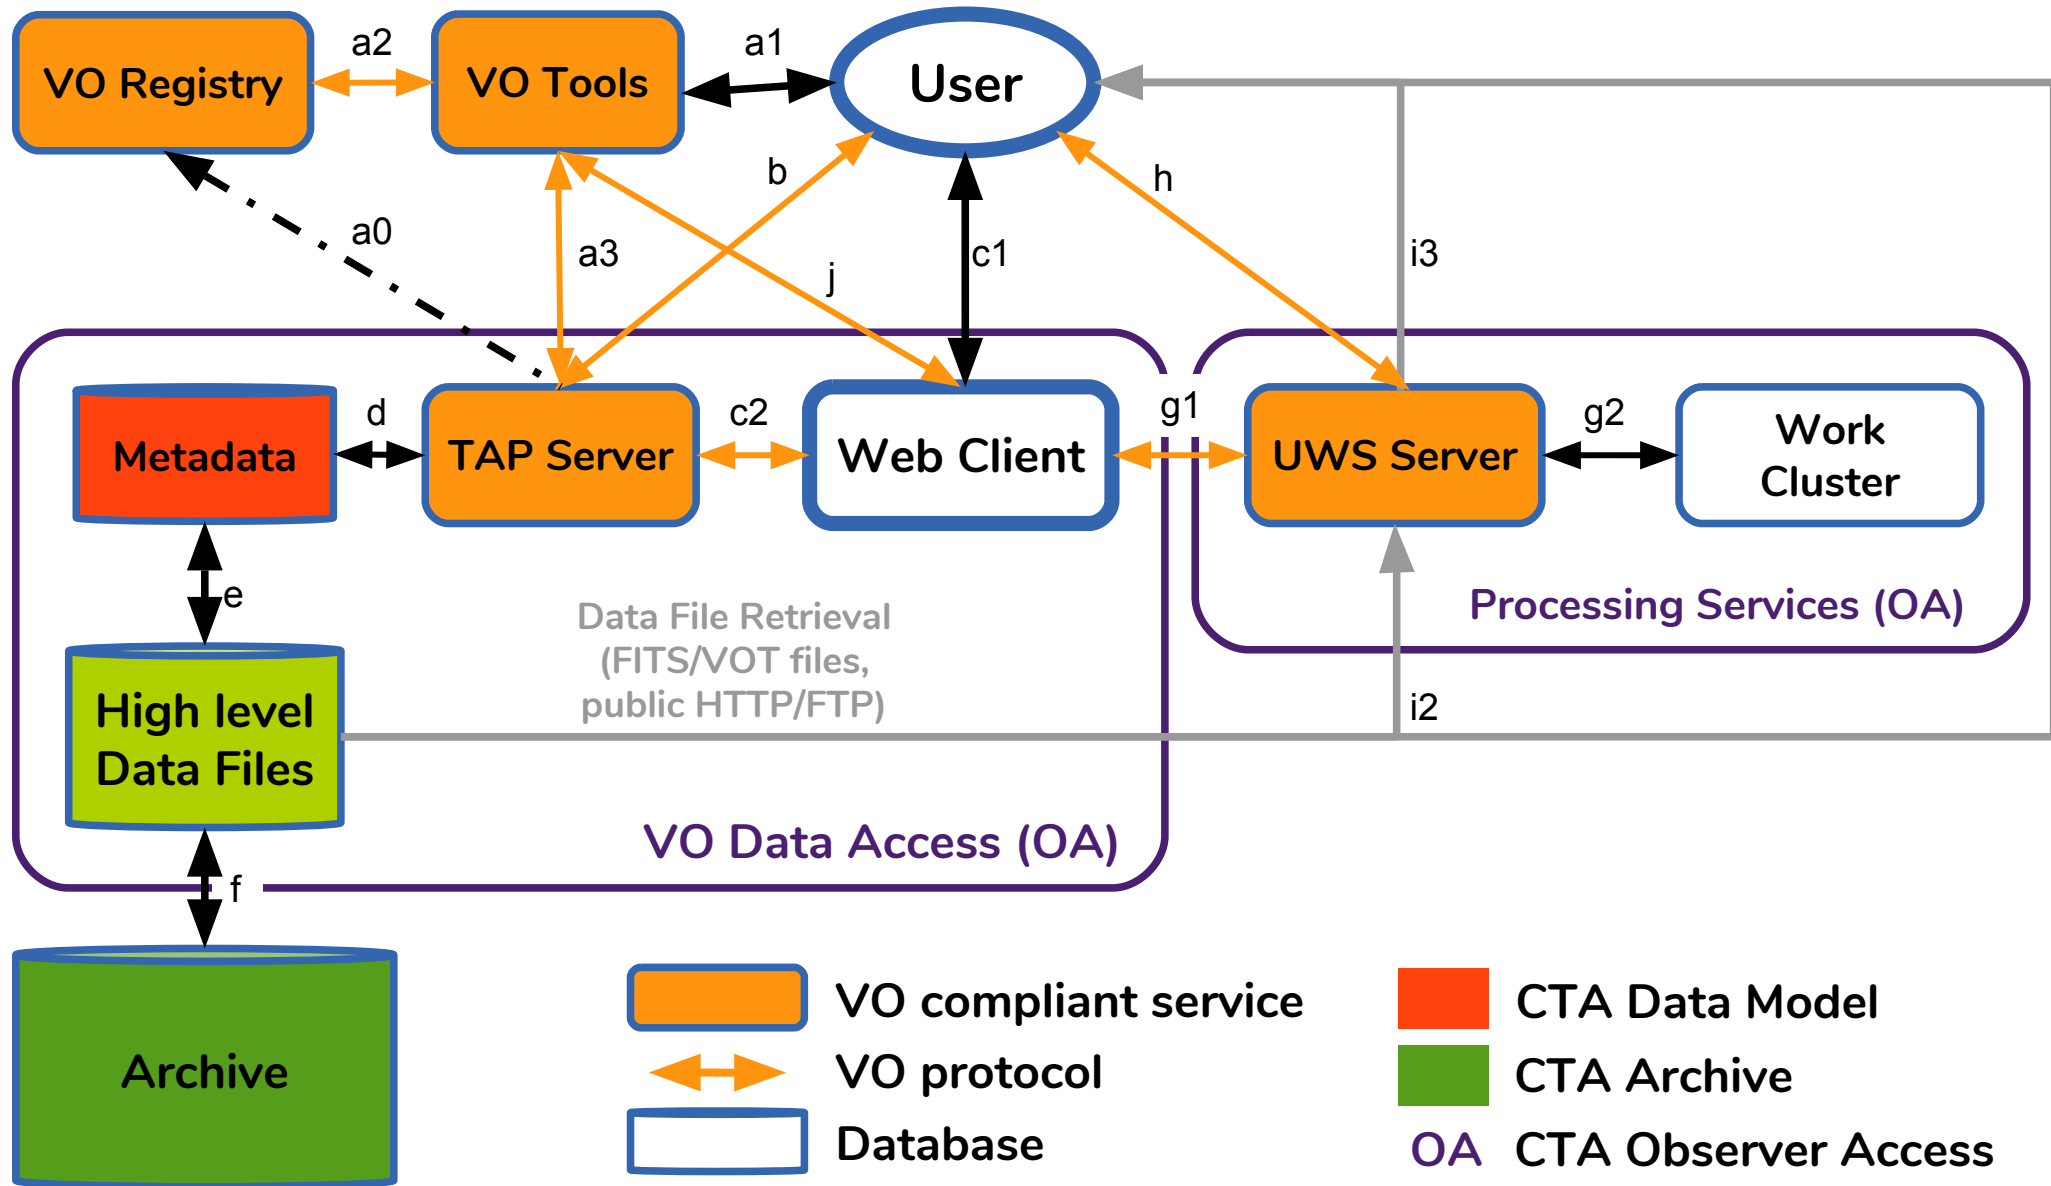 VO Registry
a2
VO Tools
a1
User
b
h
a0
a3
j
c1
i3
Metadata
d
TAP Server
c2
Web Client
g1
UWS Server
g2
Work
Cluster
e
Data File Retrieval
(FITS/VOT files,
public HTTP/FTP)
Processing Services (OA)
High level
Data Files
i2
VO Data Access (OA)
f
Archive
VO compliant service
VO protocol
Database
CTA Data Model
CTA Archive
OA CTA Observer Access